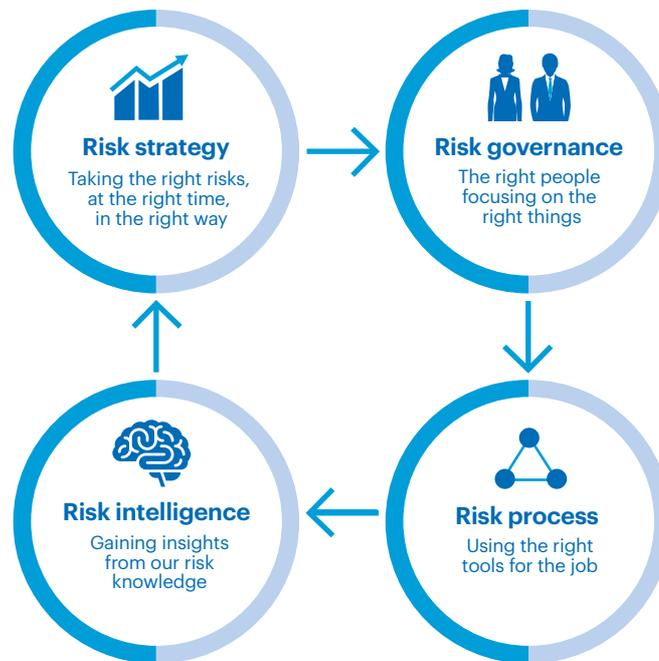 Risk strategy
Taking the right risks,
at the right time,
in the right way
Risk governance
The right people
focusing on the
right things
Risk intelligence
Gaining insights
from our risk
knowledge
Risk process
Using the right
tools for the job